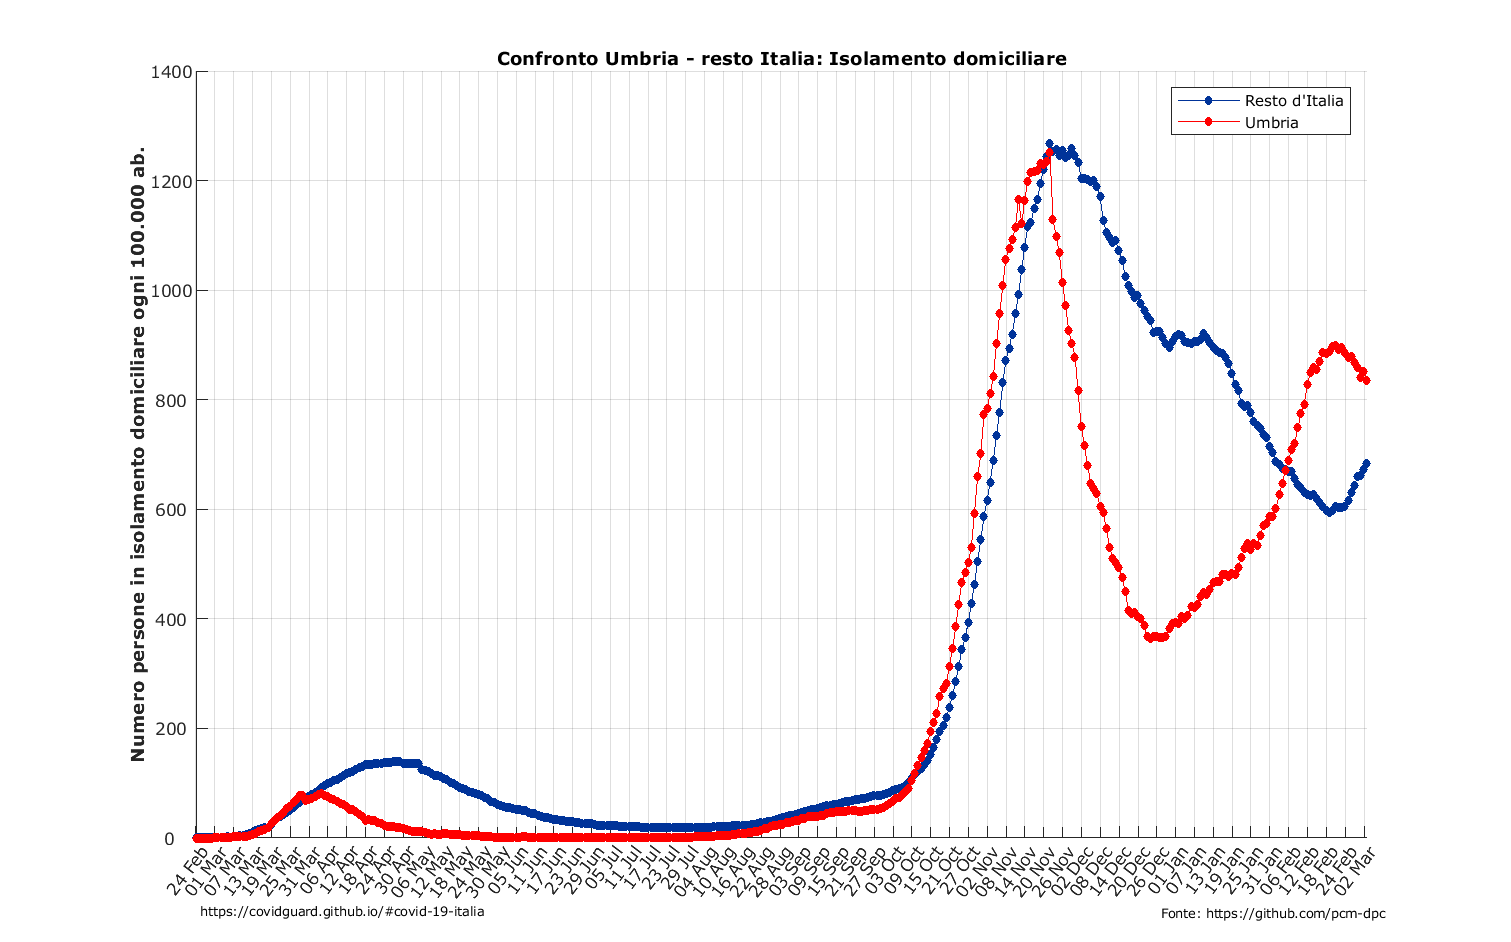 Confronto Umbria - resto Italia: Isolamento domiciliare
Resto d'Italia
Umbria
Numero persone in isolamento domiciliare ogni 100.000 ab.
1400
1200
1000
800
600
400
200
0
24 Feb
01 Mar
07 Mar
13 Mar
19 Mar
25 Mar
31 Mar
06 Apr
12 Apr
18 Apr
24 Apr
30 Apr
06 May
12 May
18 May
24 May
30 May
05 Jun
11 Jun
17 Jun
23 Jun
29 Jun
05 Jul
11 Jul
17 Jul
23 Jul
29 Jul
04 Aug
10 Aug
16 Aug
22 Aug
28 Aug
03 Sep
09 Sep
15 Sep
21 Sep
27 Sep
03 Oct
09 Oct
15 Oct
21 Oct
27 Oct
02 Nov
08 Nov
14 Nov
20 Nov
26 Nov
02 Dec
08 Dec
14 Dec
20 Dec
26 Dec
01 Jan
07 Jan
13 Jan
19 Jan
25 Jan
31 Jan
06 Feb
12 Feb
18 Feb
24 Feb
02 Mar
https://covidguard.github.io/#covid-19-italia
Fonte: https://github.com/pcm-dpc